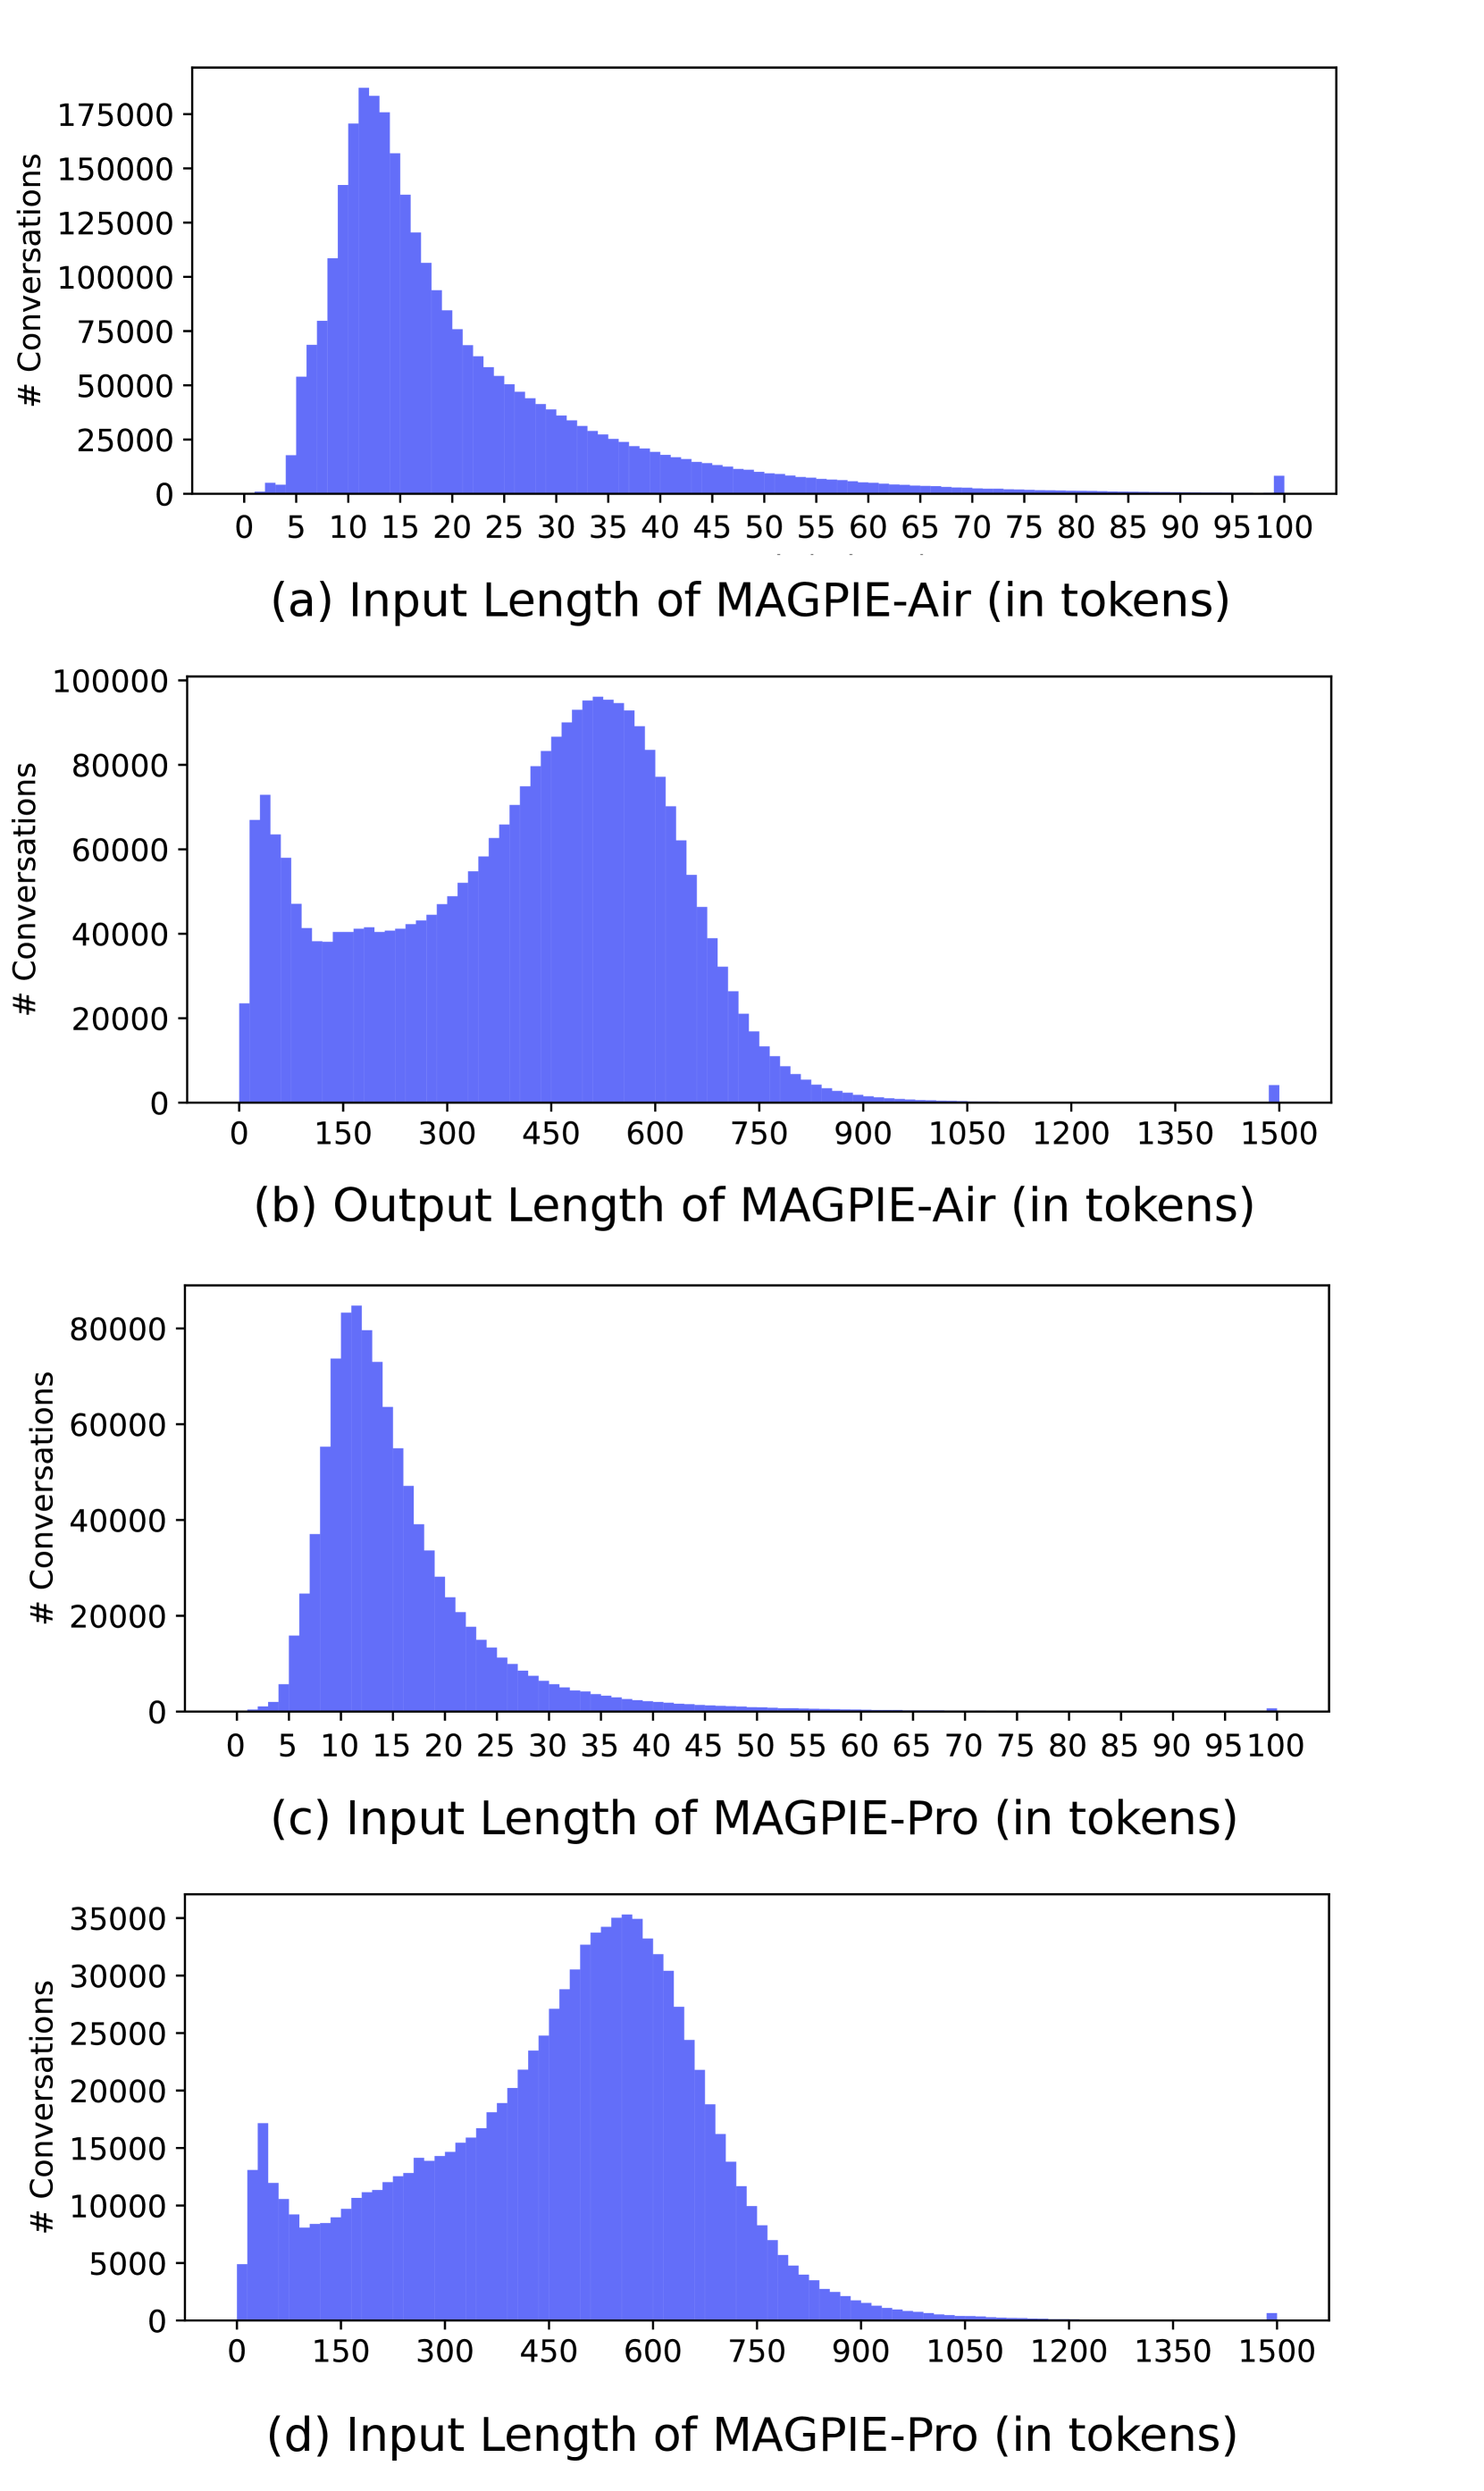 # Conversations
175000
150000
125000
100000
75000
50000
25000
0
0 5 10 15 20 25 30 35 40 45 50 55 60 65 70 75 80 85 90 95 100
(a) Input Length of MAGPIE-Air (in tokens)
# Conversations
100000
80000
60000
40000
20000
0
0 150 300 450 600 750 900 1050 1200 1350 1500
(b) Output Length of MAGPIE-Air (in tokens)
# Conversations
80000
60000
40000
20000
0
0 5 10 15 20 25 30 35 40 45 50 55 60 65 70 75 80 85 90 95 100
(c) Input Length of MAGPIE-Pro (in tokens)
# Conversations
35000
30000
25000
20000
15000
10000
5000
0
0 150 300 450 600 750 900 1050 1200 1350 1500
(d) Input Length of MAGPIE-Pro (in tokens)